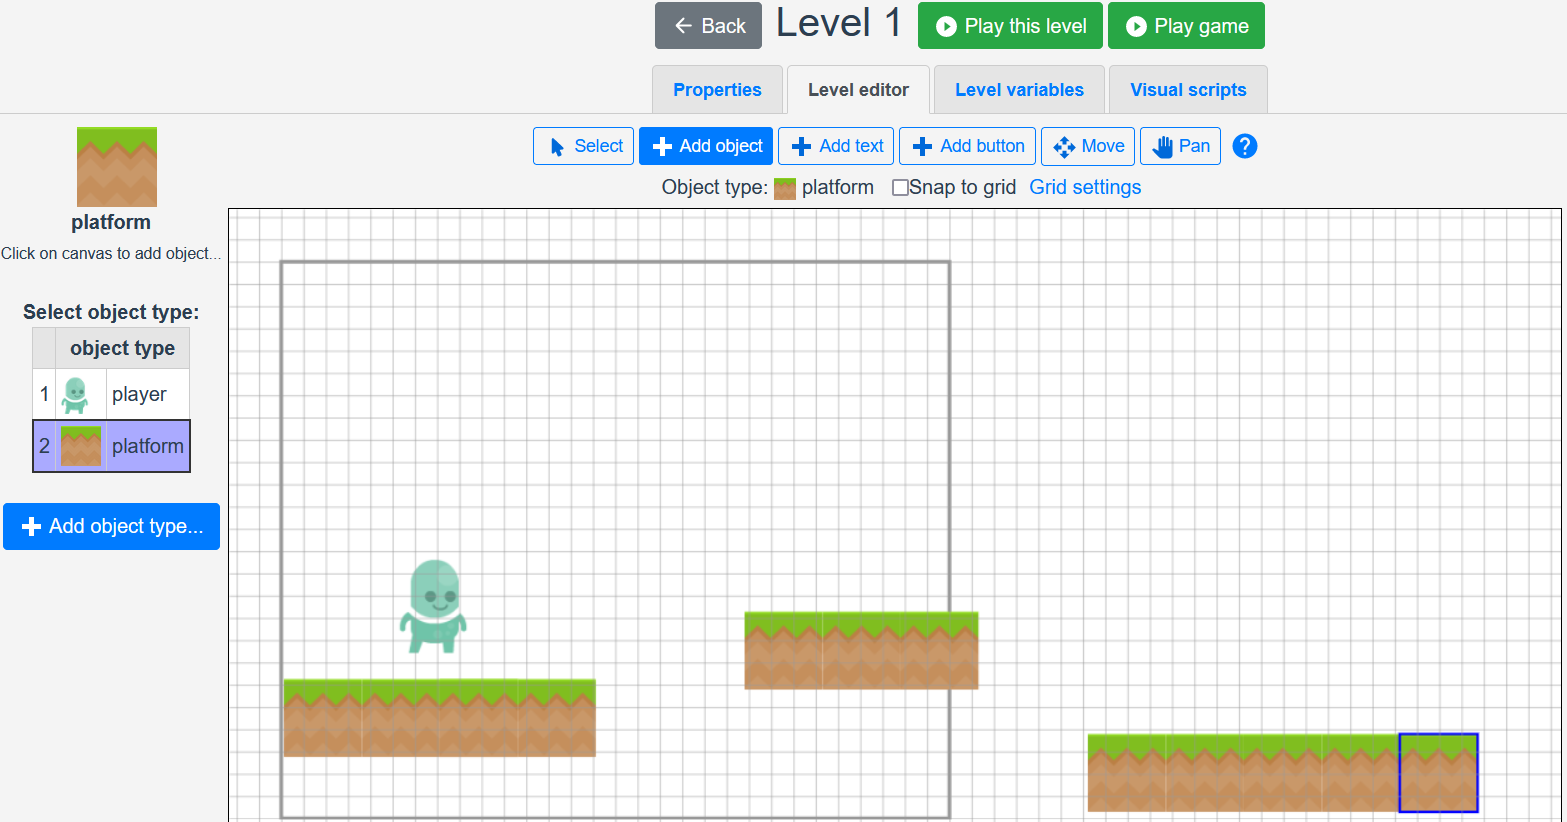 Back Level 1 Play this level Play game
Properties Level editor Level variables Visual scripts
Select Add object Add text Add button Move Pan ?
Object type: platform Snap to grid Grid settings
platform
Click on canvas to add object...
Select object type:
object type
1 player
2 platform
Add object type...